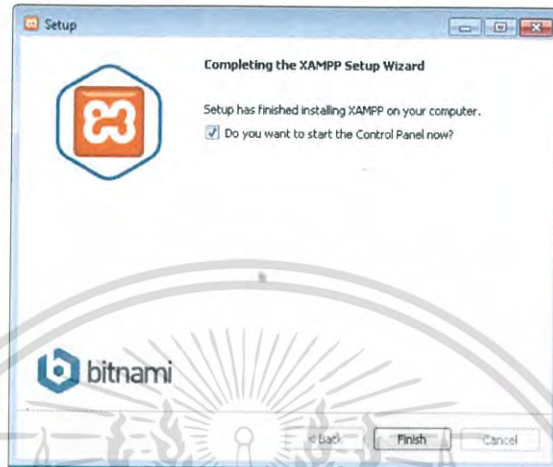 Setup
Completing the XAMPP Setup Wizard
Setup has finished installing XAMPP on your computer.
Do you want to start the Control Panel now?
bitnami
< Back
Finish
Cancel